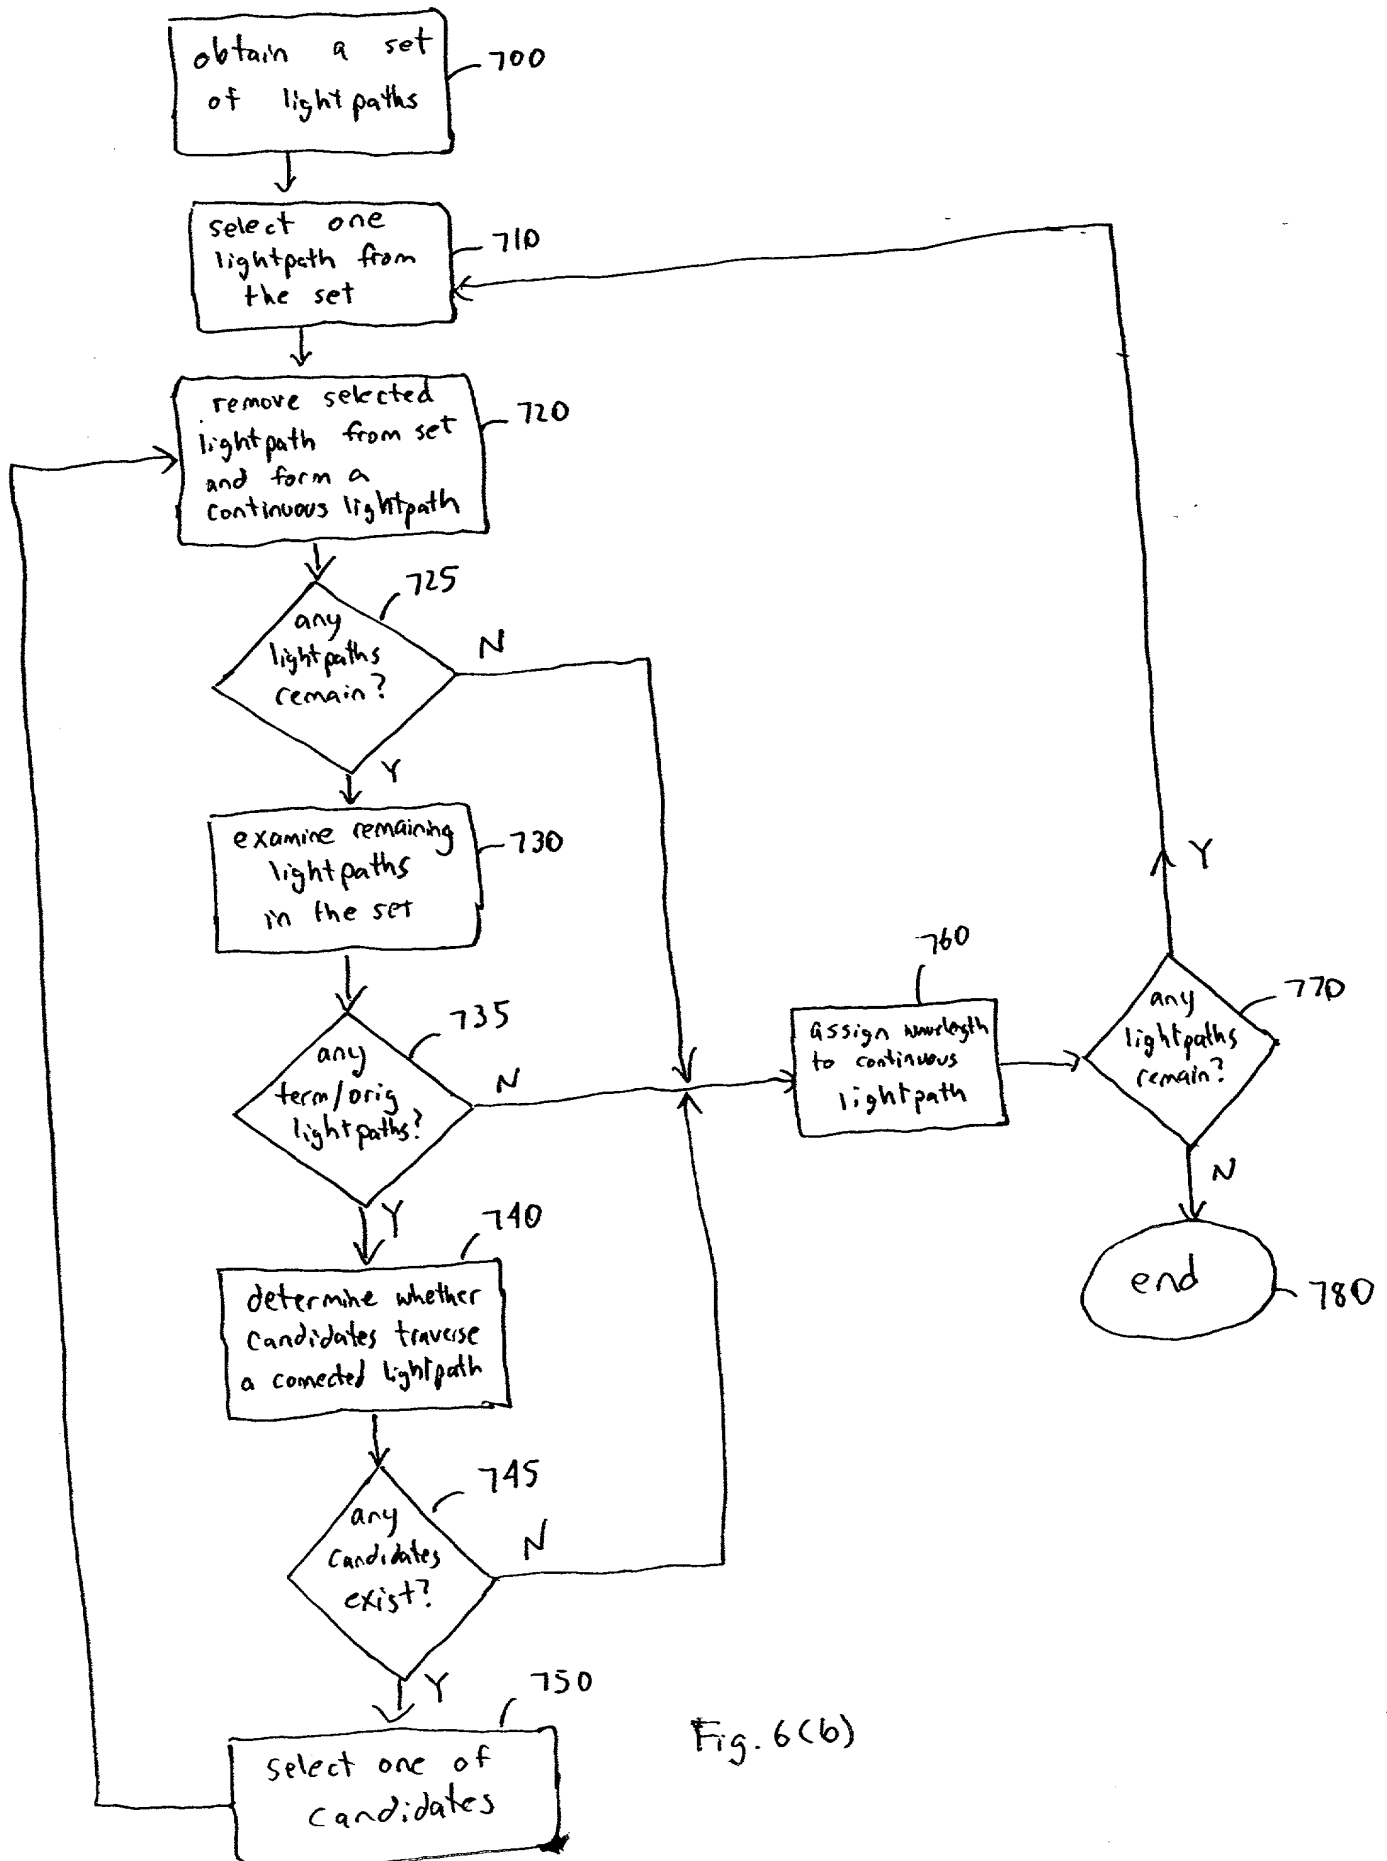 obtain a set
of lightpaths
700
select one
lightpath from
the set
710
remove selected
lightpath from set
and form a
continuous lightpath
720
any
lightpaths
remain?
725
N
Y
examine remaining
lightpaths
in the set
730
any
term/orig
lightpaths?
735
N
Y
determine whether
candidates traverse
a connected lightpath
740
any
candidates
exist?
745
N
Y
select one of
candidates
750
assign wavelength
to continuous
lightpath
760
any
lightpaths
remain?
770
Y
N
end
780
Fig. 6(b)